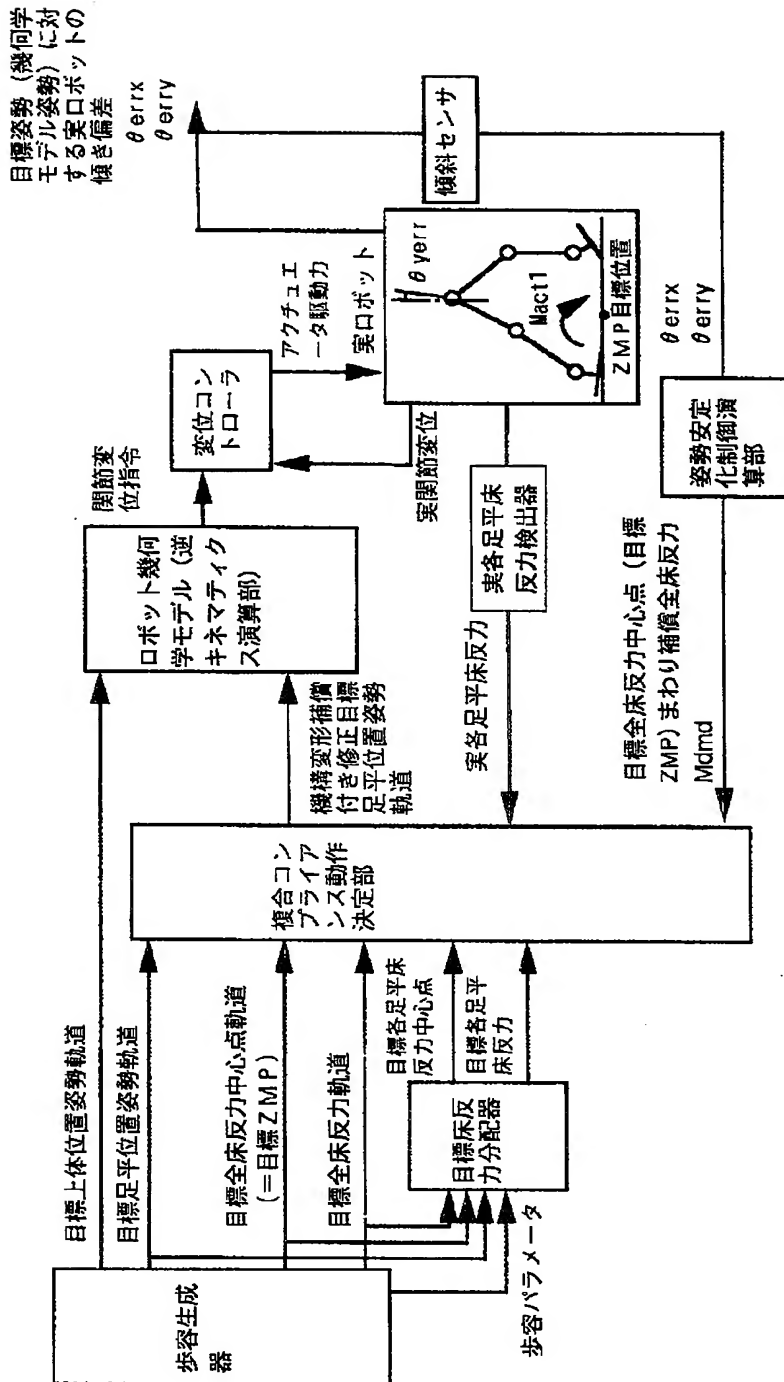 歩容生成
器
目標上体位置姿勢軌道
目標足平位置姿勢軌道
目標全床反力中心点軌道
(=目標ZMP)
目標全床反力軌道
歩容パラメータ
目標床反
力分配器
目標各足平床
反力中心点
目標各足平
床反力
複合コン
プライア
ンス動作
決定部
機構変形補償
付き修正目標
足平位置姿勢
軌道
ロボット幾何
学モデル(逆
キネマティク
ス演算部)
関節変
位指令
変位コン
トローラ
アクチュエ
ータ駆動力
実関節変位
実ロボット
θyerr
Mact1
ZMP目標位置
実各足平床
反力検出器
実各足平床反力
目標姿勢(幾何学
モデル姿勢)に対
する実ロボットの
傾き偏差
θerrx
θerry
傾斜センサ
θerrx
θerry
姿勢安定
化制御演
算部
目標全床反力中心点(目標
ZMP)まわり補償全床反力
Mdmd